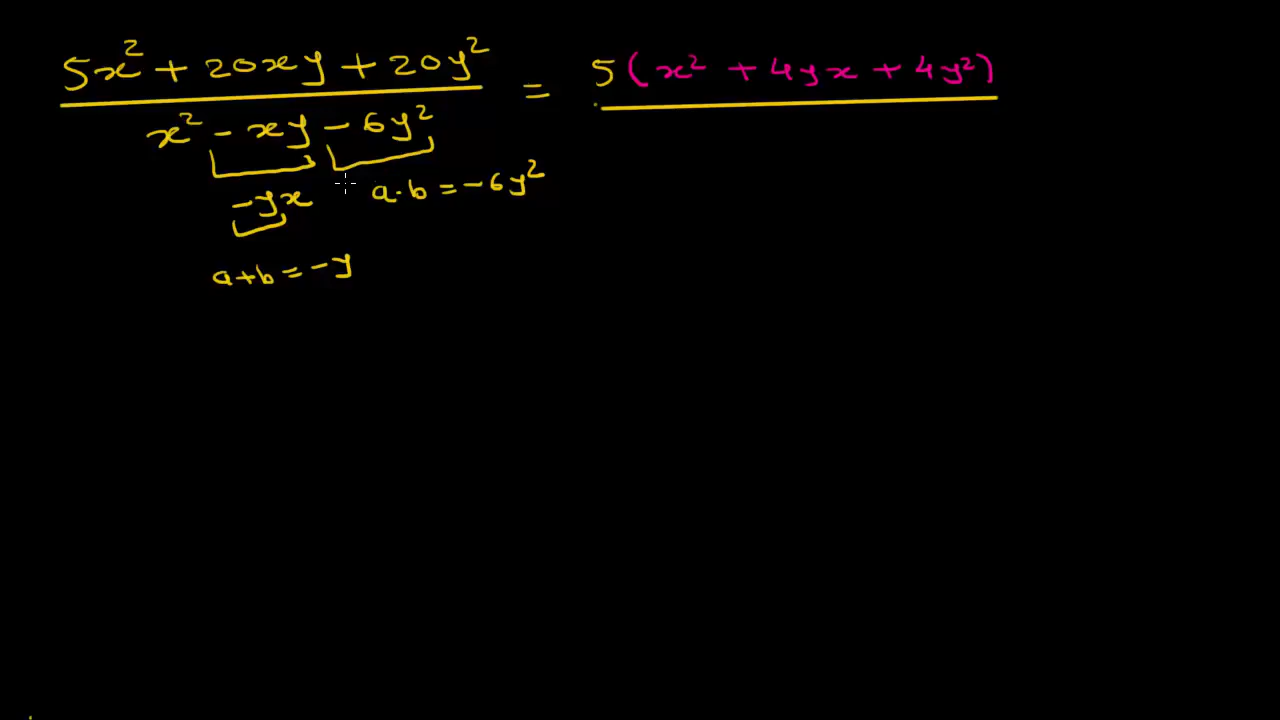 5x² + 20xy + 20y² = 5(x² + 4yx + 4y²)
x² - xy - 6y²
-yx a·b = -6y²
a+b = -y